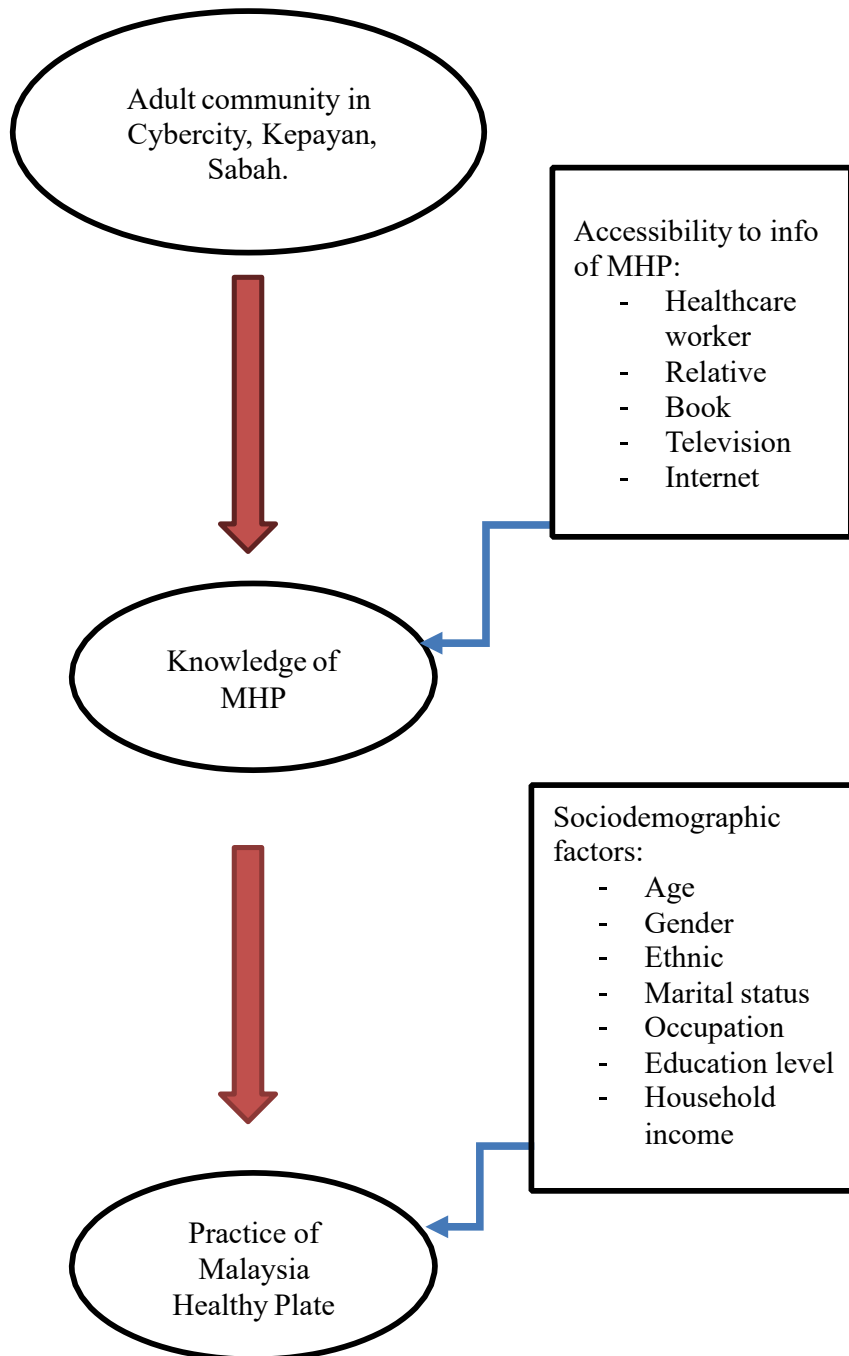 Adult community in
Cybercity, Kepayan,
Sabah.
Accessibility to info
of MHP:
- Healthcare
worker
- Relative
- Book
- Television
- Internet
Knowledge of
MHP
Sociodemographic
factors:
- Age
- Gender
- Ethnic
- Marital status
- Occupation
- Education level
- Household
income
Practice of
Malaysia
Healthy Plate